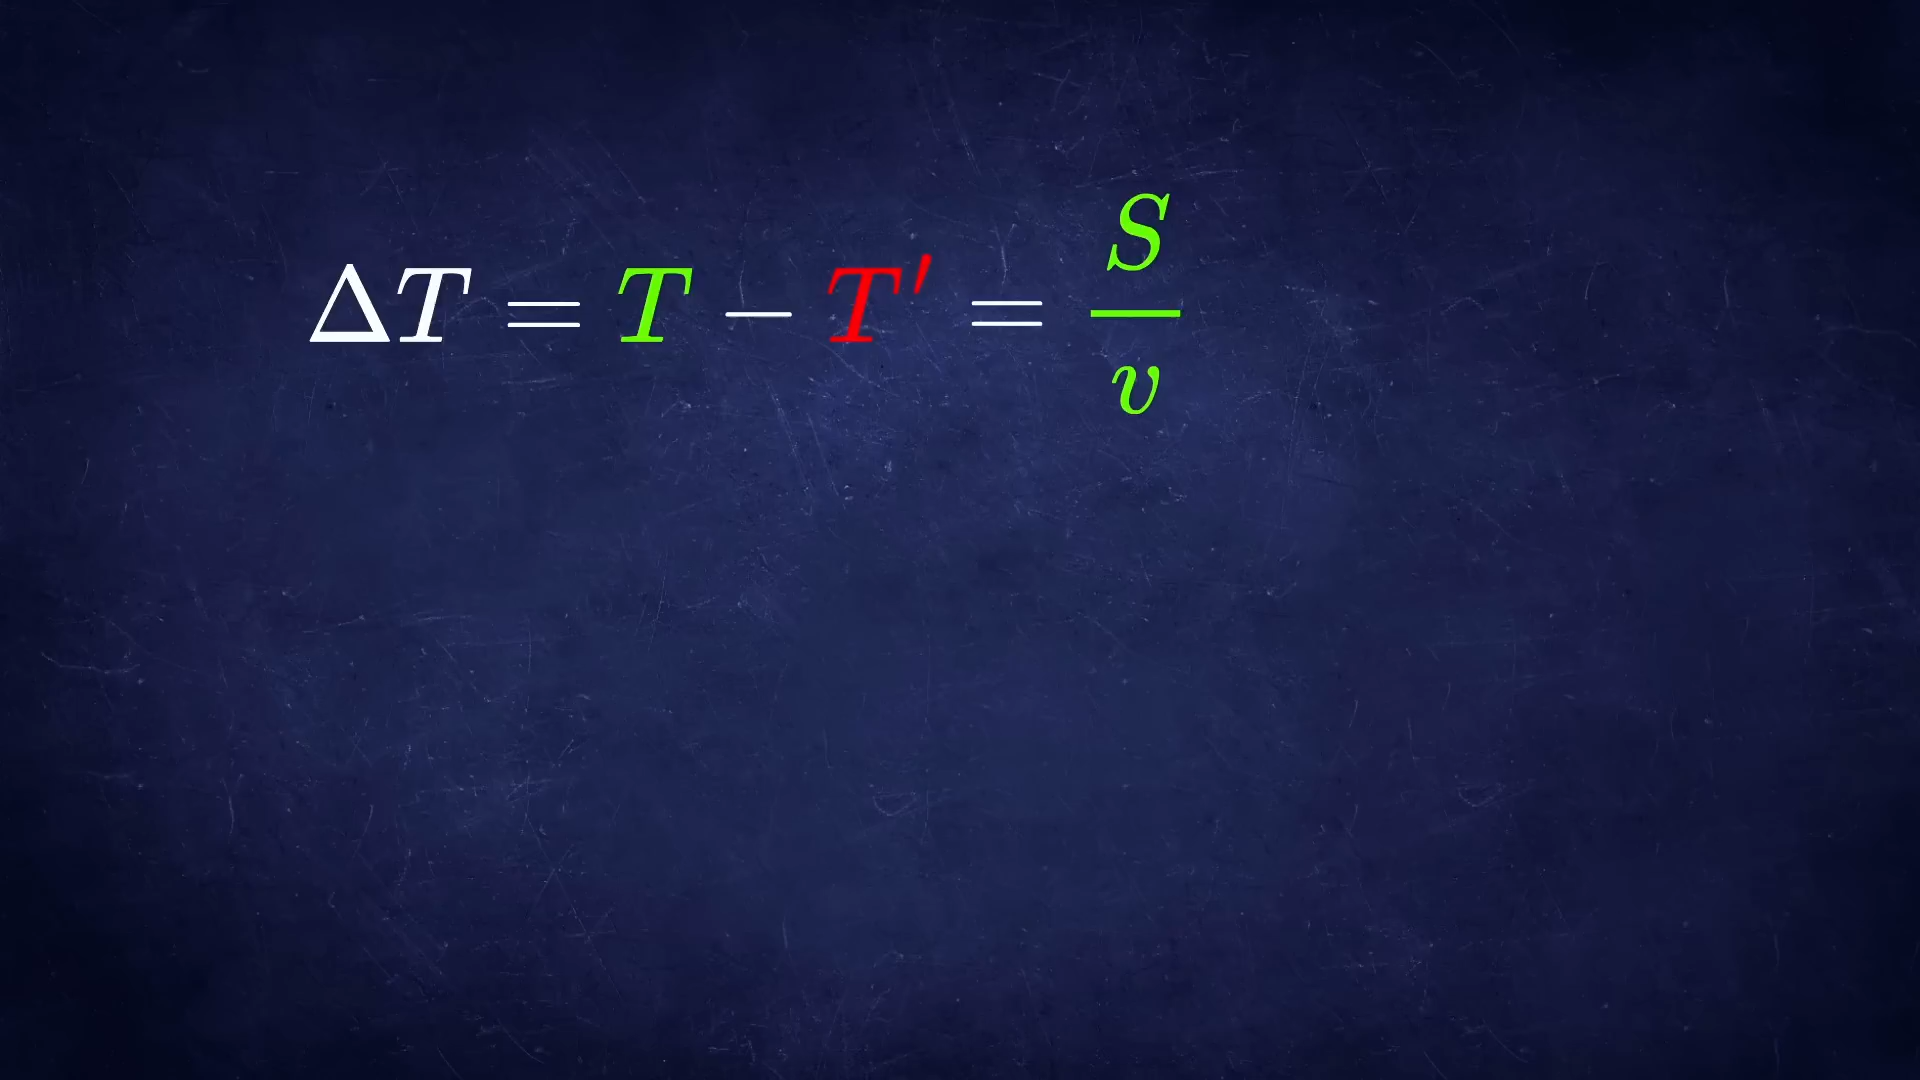 ΔT = T − T′ = S/v